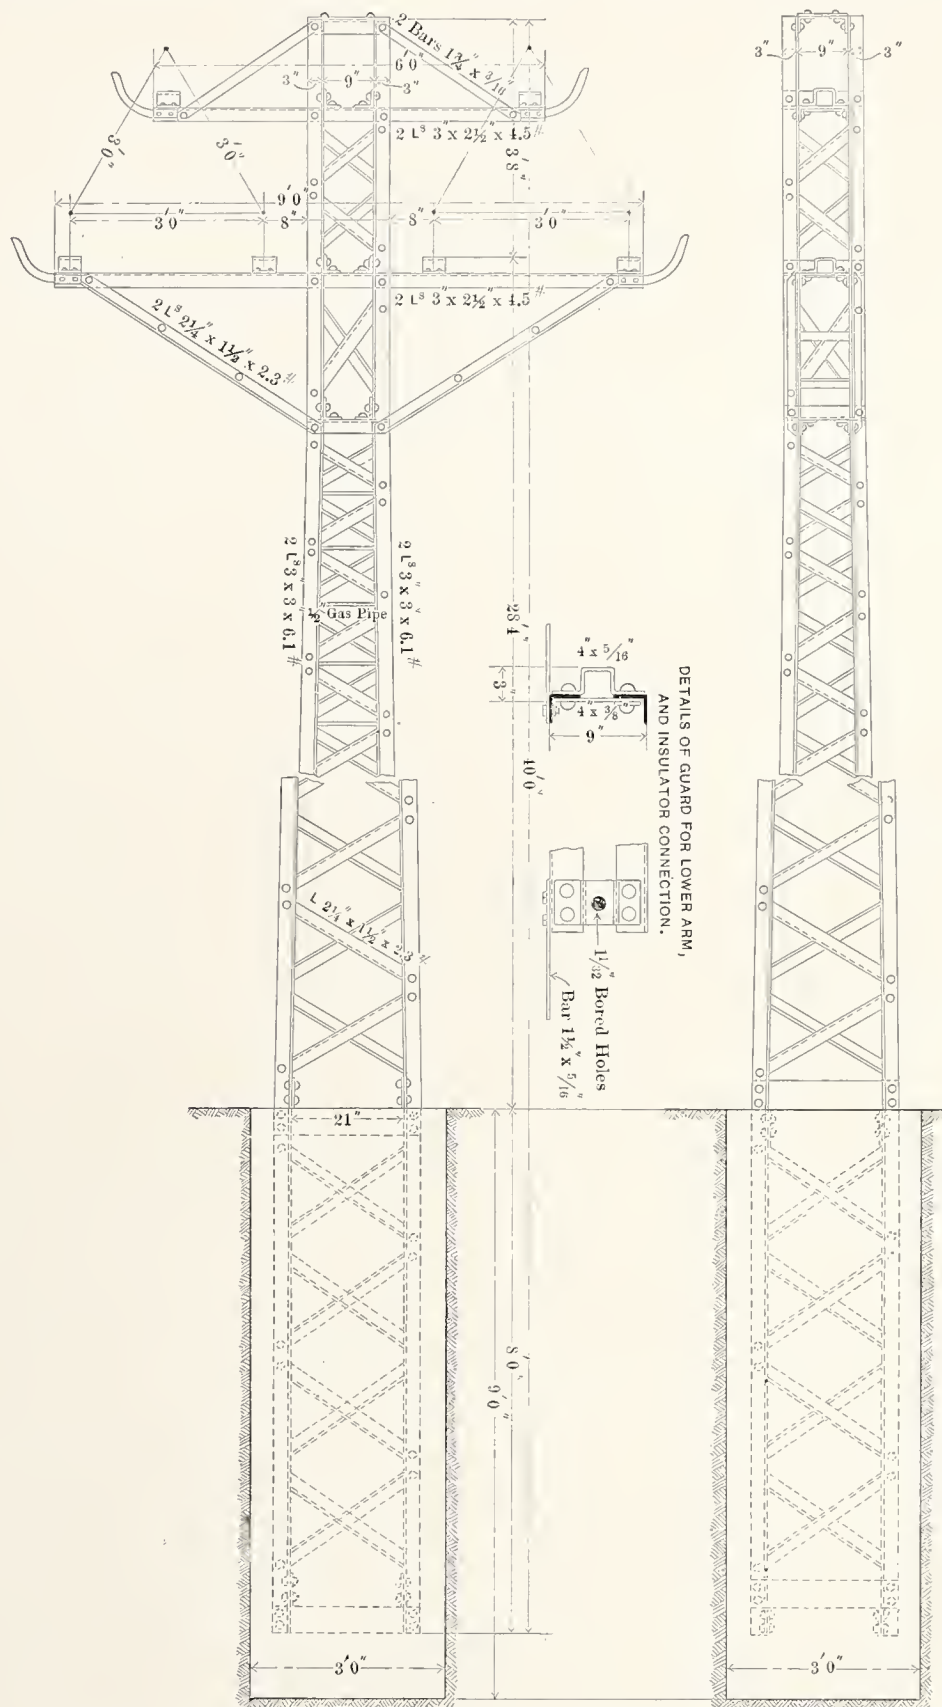 2 Bars 1¾" x 3/16"
6'0"
3" 9" 3"
3" 9" 3"
2 Lˢ 3" x 2½" x 4.5#
3'0"
3'0"
3'8"
9'0"
3'0" 8" 8" 3'0"
2 Lˢ 3" x 2½" x 4.5#
2 Lˢ 2¼" x 1½" x 2.3#
2 Lˢ 3" x 3" x 6.1#
2 Lˢ 3" x 3" x 6.1#
½" Gas Pipe
28'4"
40'0"
4" x 5/16"
3"
4 x 3/8"
9"
DETAILS OF GUARD FOR LOWER ARM,
AND INSULATOR CONNECTION.
L 2¼" x 1½" x 2.3#
Bored Holes
Bar 1½" x 5/16"
21"
8'0"
9'0"
3'0"
3'0"